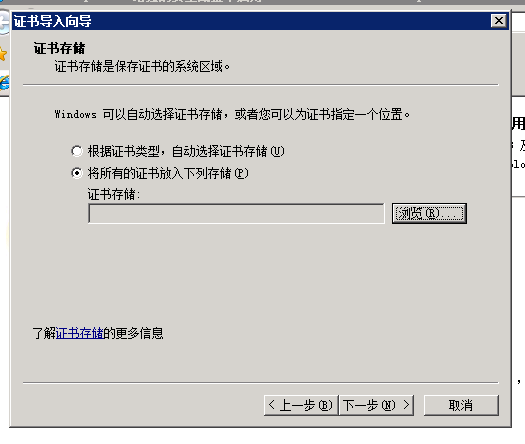 证书导入向导
证书存储
证书存储是保存证书的系统区域。
Windows 可以自动选择证书存储，或者您可以为证书指定一个位置。
根据证书类型，自动选择证书存储(U)
将所有的证书放入下列存储(P)
证书存储:
浏览(R)...
了解证书存储的更多信息
< 上一步(B)
下一步(N) >
取消
用